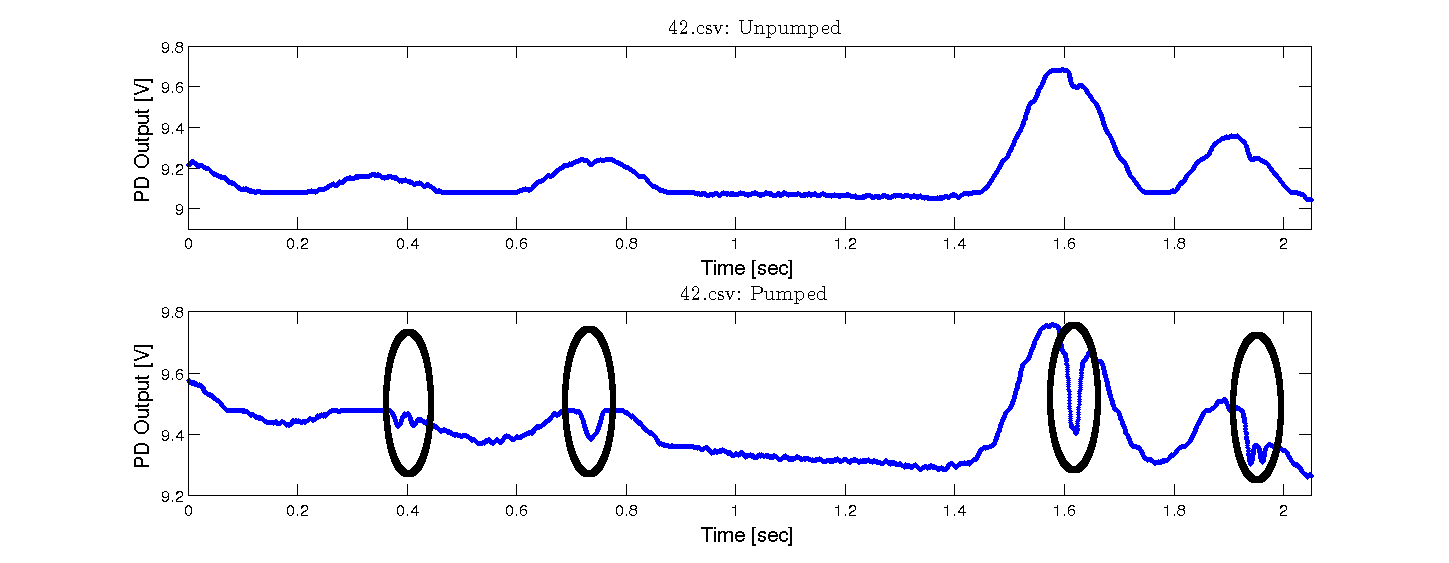 42.csv: Unpumped
9.8
9.6
9.4
9.2
9
PD Output [V]
0 0.2 0.4 0.6 0.8 1 1.2 1.4 1.6 1.8 2
Time [sec]
42.csv: Pumped
9.8
9.6
9.4
9.2
PD Output [V]
0 0.2 0.4 0.6 0.8 1 1.2 1.4 1.6 1.8 2
Time [sec]